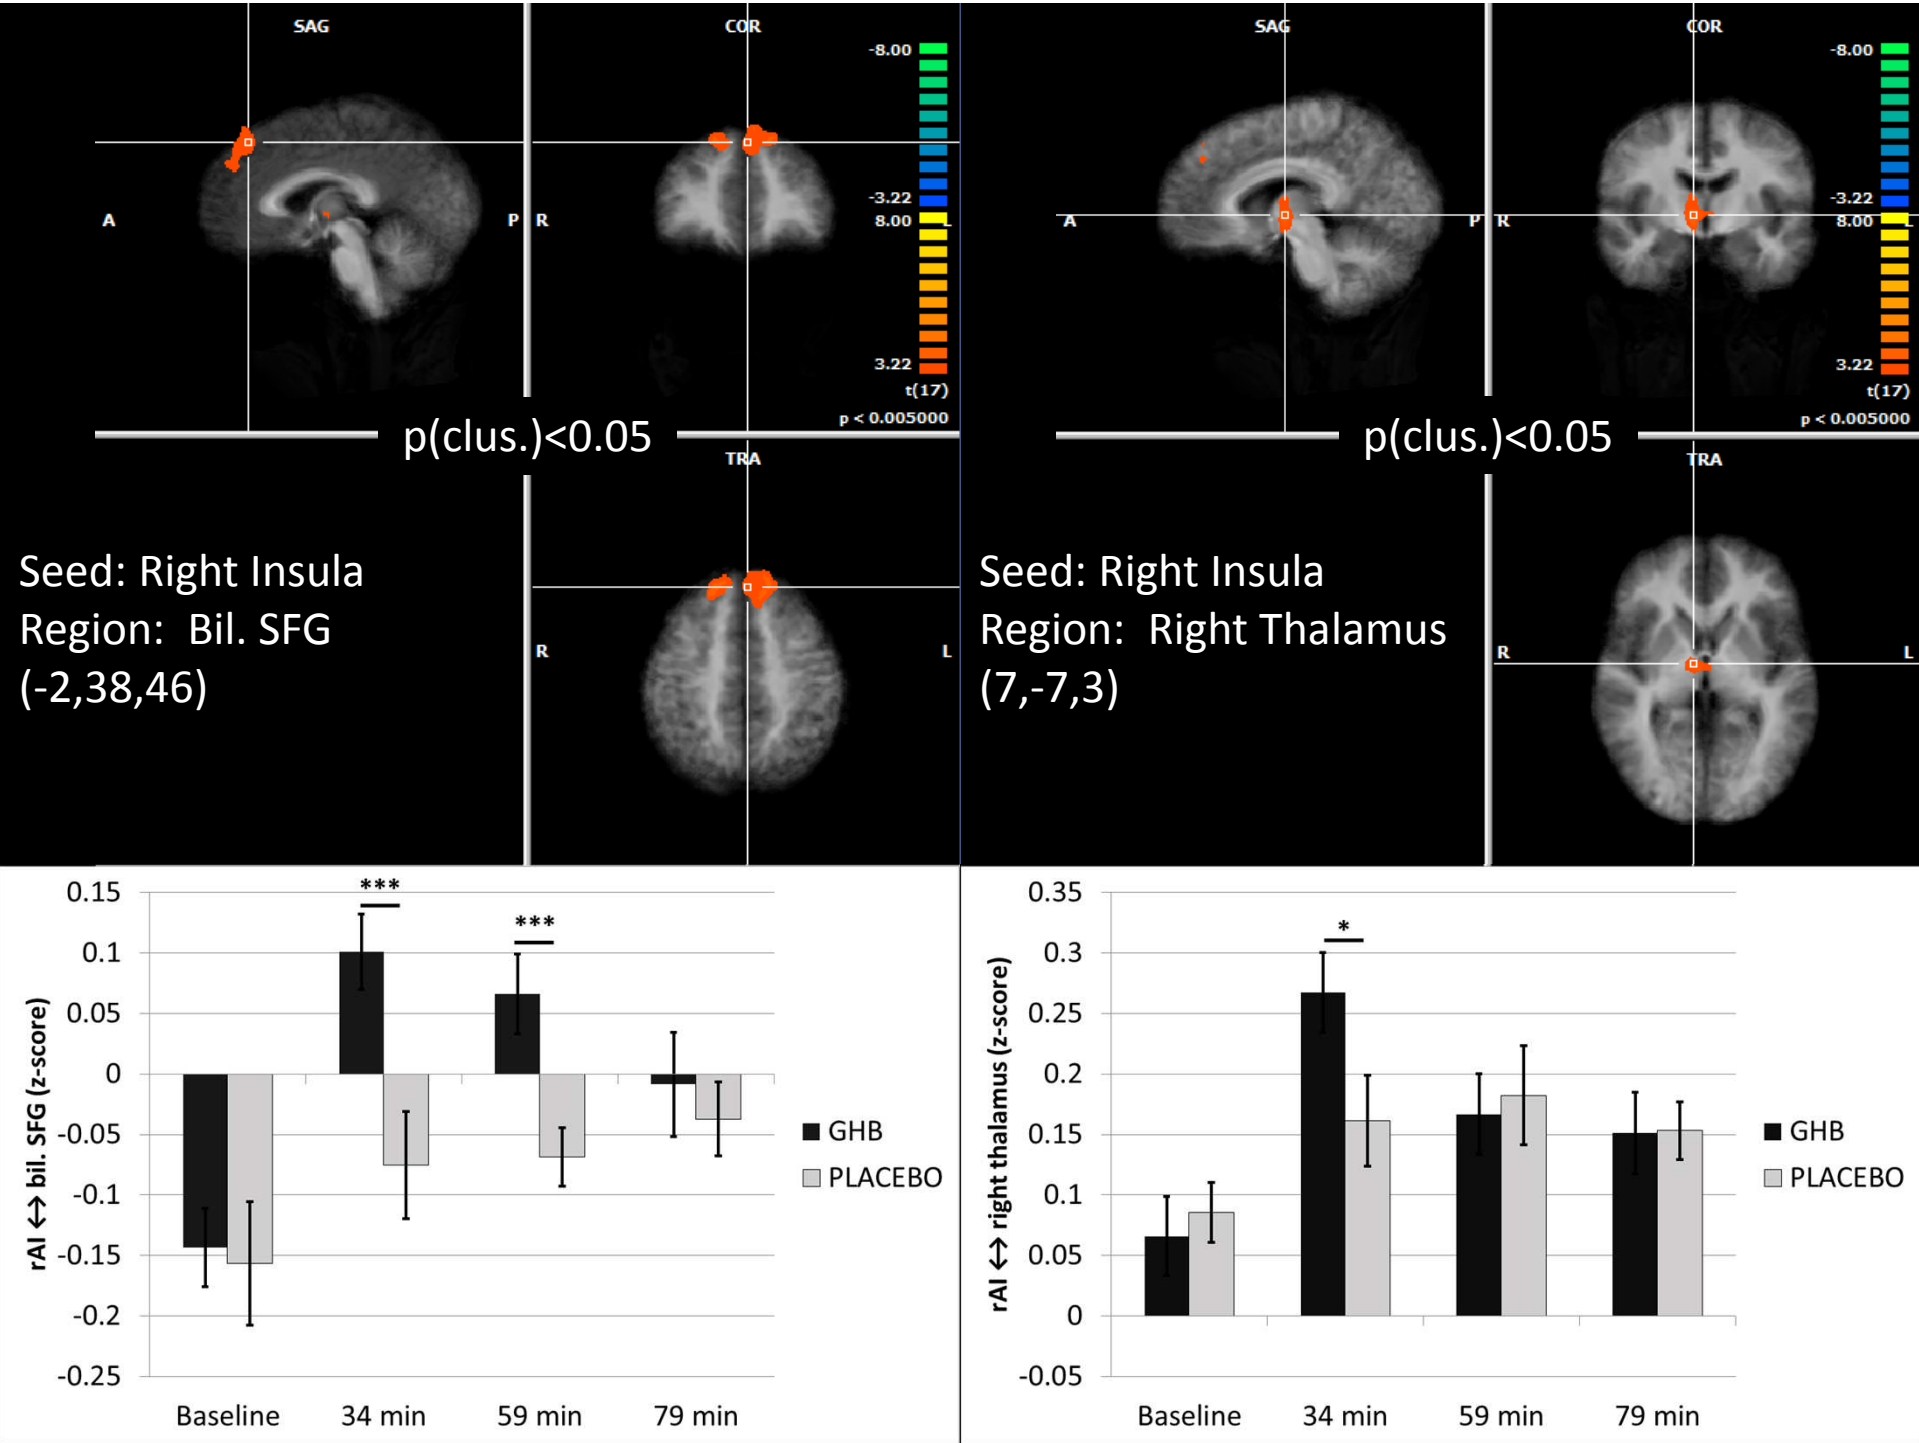 SAG
COR
-8.00
-3.22
8.00
A
P
R
L
3.22
t(17)
p < 0.005000
p(clus.)<0.05
TRA
Seed: Right Insula
Region: Bil. SFG
(-2,38,46)
R
L
SAG
COR
-8.00
-3.22
8.00
A
P
R
L
3.22
t(17)
p < 0.005000
p(clus.)<0.05
TRA
Seed: Right Insula
Region: Right Thalamus
(7,-7,3)
R
L
rAI ↔ bil. SFG (z-score)
0.15
0.1
0.05
0
-0.05
-0.1
-0.15
-0.2
-0.25
***
***
GHB
PLACEBO
Baseline
34 min
59 min
79 min
rAI ↔ right thalamus (z-score)
0.35
0.3
0.25
0.2
0.15
0.1
0.05
0
-0.05
*
GHB
PLACEBO
Baseline
34 min
59 min
79 min